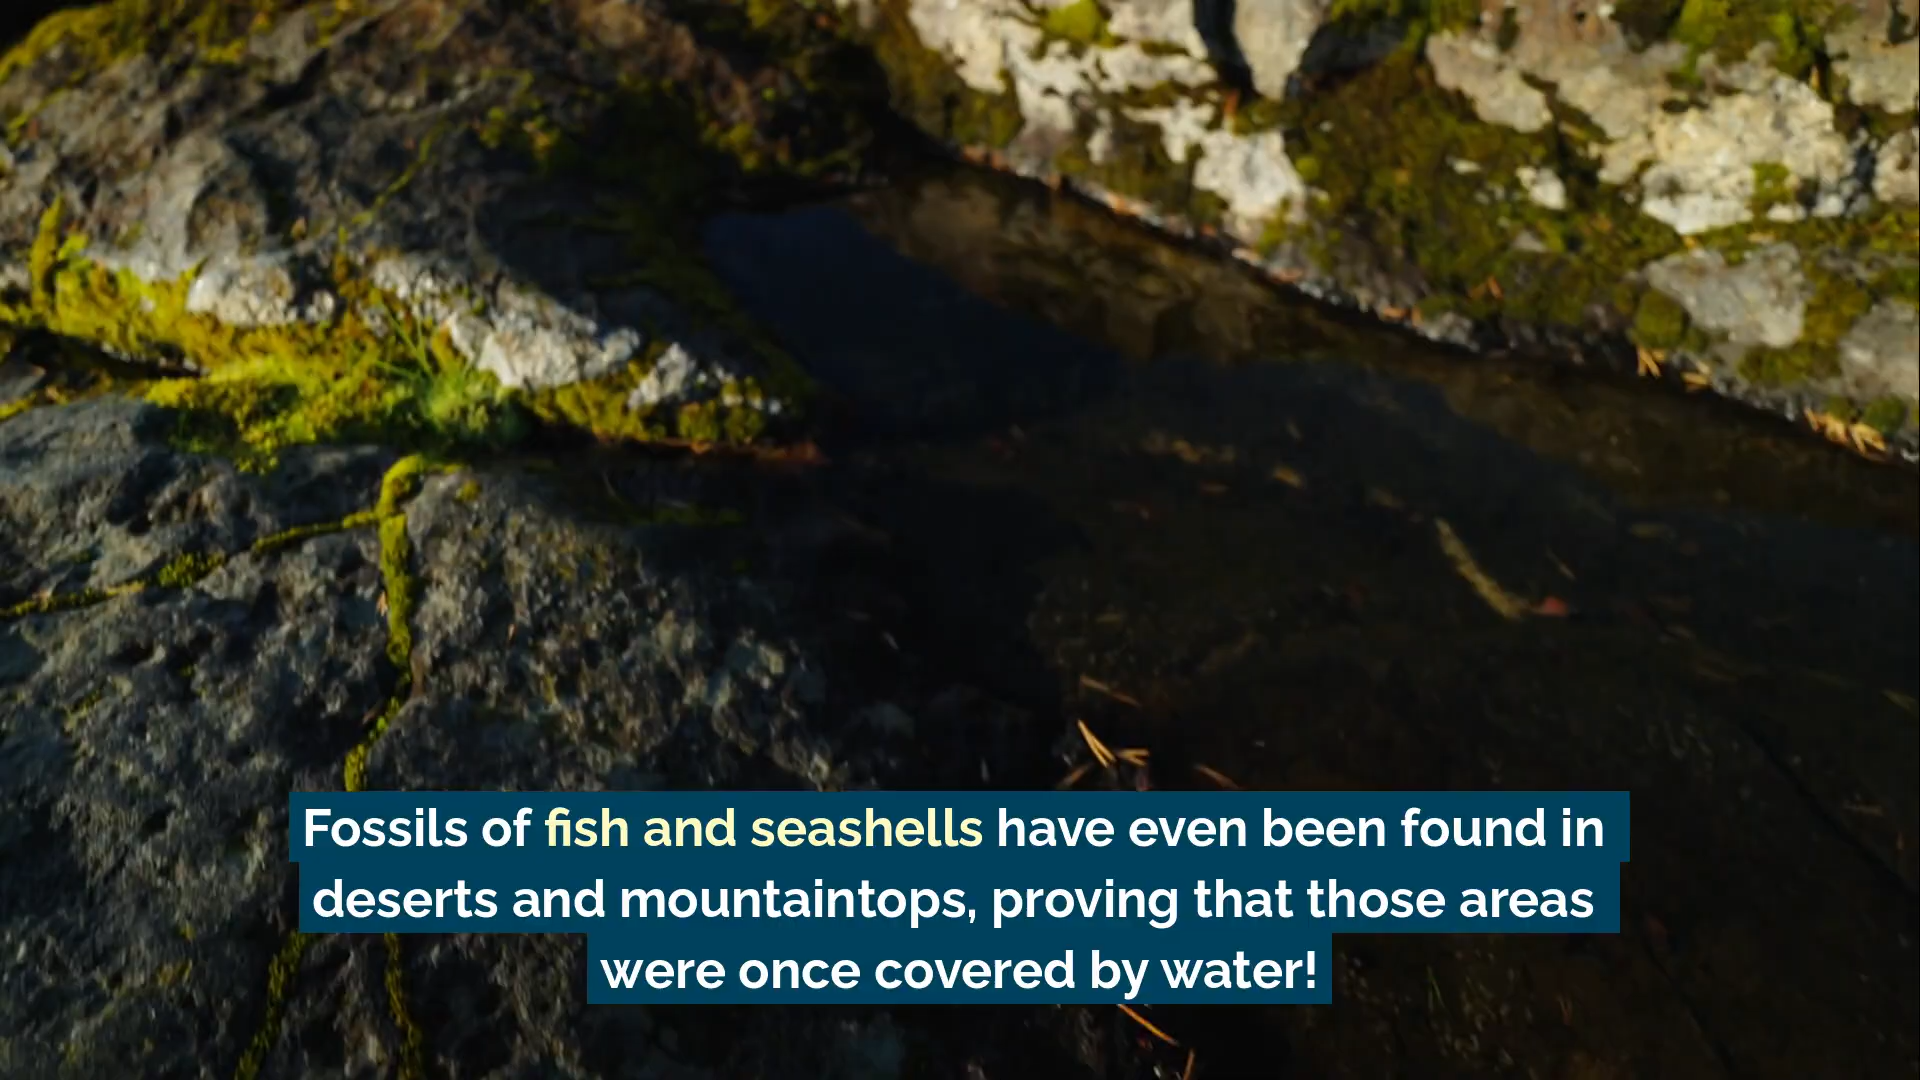 Fossils of fish and seashells have even been found in
deserts and mountaintops, proving that those areas
were once covered by water!